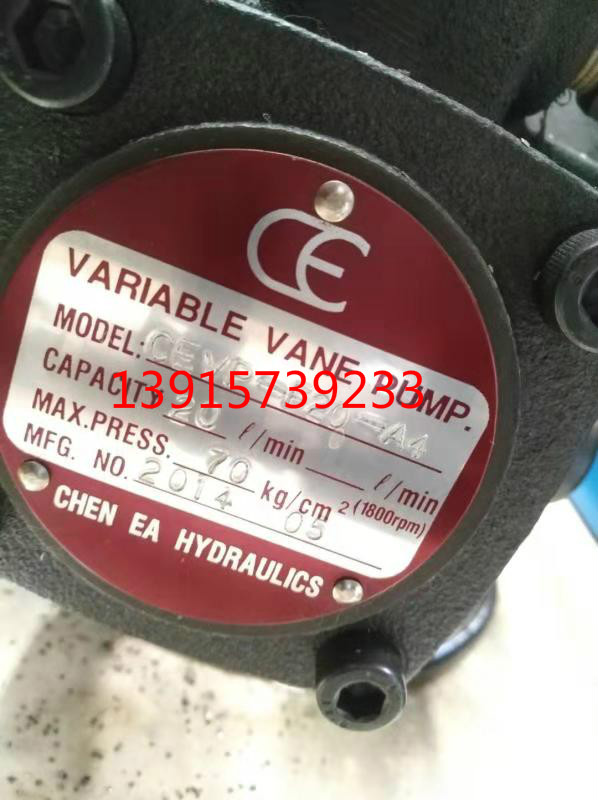 CE
VARIABLE VANE PUMP.
MODEL: -A4
13915739233
CAPACITY 20 ℓ/min ℓ/min
MAX.PRESS. 70 kg/cm² (1800rpm)
MFG. NO. 2014 05
CHEN EA HYDRAULICS